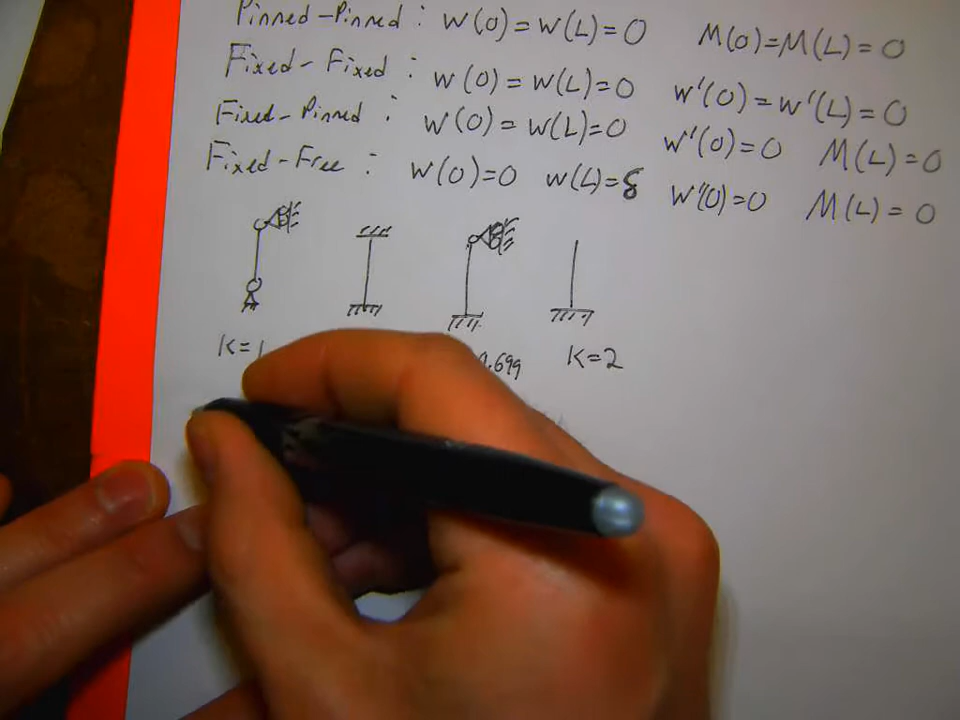 Pinned-Pinned : W(0)=W(L)=0 M(0)=M(L)=0
Fixed-Fixed : W(0)=W(L)=0 W'(0)=W'(L)=0
Fixed-Pinned : W(0)=W(L)=0 W'(0)=0 M(L)=0
Fixed-Free : W(0)=0 W(L)=δ W'(0)=0 M(L)=0
K=1 .699 K=2